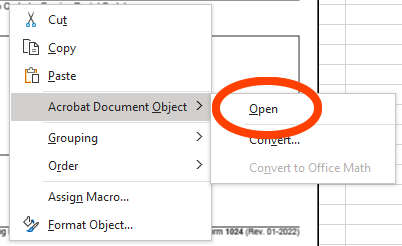 Cut
Copy
Paste
Acrobat Document Object
Open
Convert...
Convert to Office Math
Grouping
Order
Assign Macro...
Format Object...
rm 1024 (Rev. 01-2022)